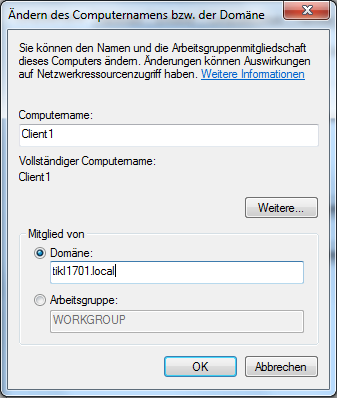 Ändern des Computernamens bzw. der Domäne
Sie können den Namen und die Arbeitsgruppenmitgliedschaft
dieses Computers ändern. Änderungen können Auswirkungen
auf Netzwerkressourcenzugriff haben. Weitere Informationen
Computername:
Client1
Vollständiger Computername:
Client1
Weitere...
Mitglied von
Domäne:
tikl1701.local
Arbeitsgruppe:
WORKGROUP
OK
Abbrechen